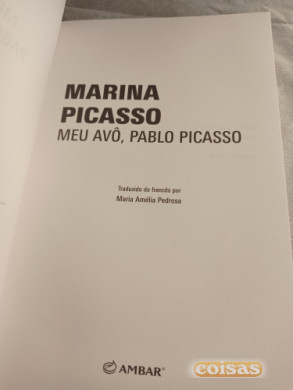 MARINA
PICASSO
MEU AVÔ, PABLO PICASSO
Traduzido do francês por
Maria Amélia Pedrosa
AMBAR®
coisas